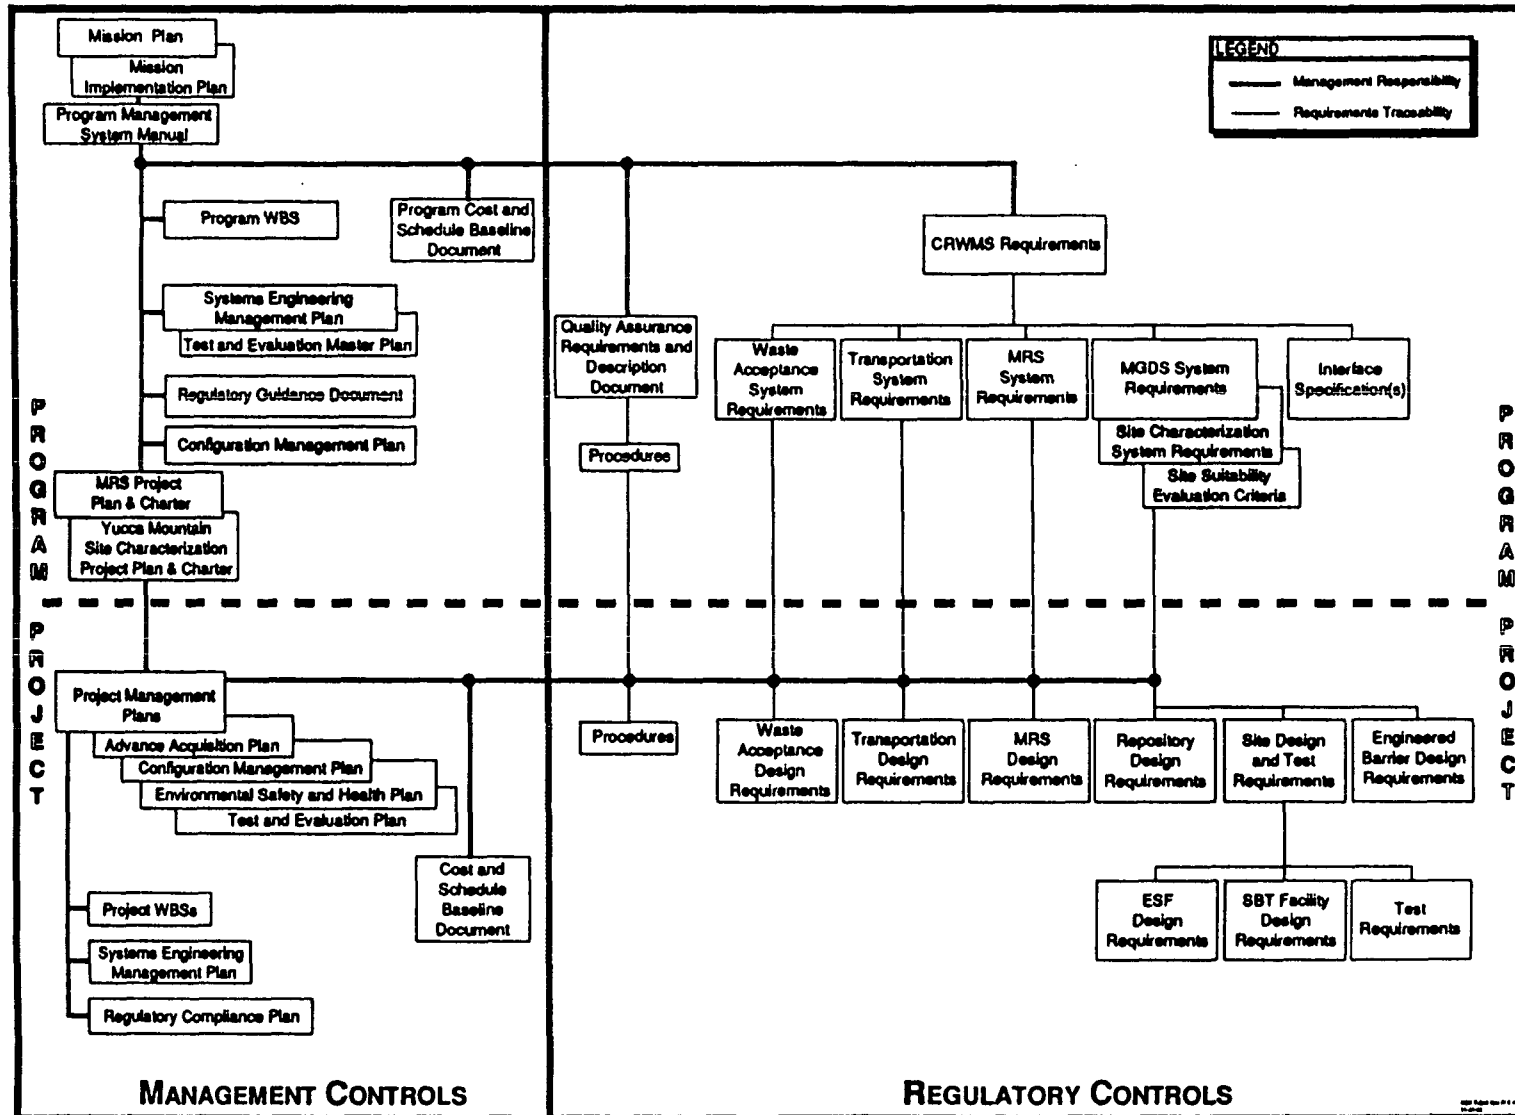 Mission Plan
Mission
Implementation Plan
Program Management
System Manual
LEGEND
Management Responsibility
Requirements Traceability
Program WBS
Program Cost and
Schedule Baseline
Document
CRWMS Requirements
Systems Engineering
Management Plan
Test and Evaluation Master Plan
Quality Assurance
Requirements and
Description
Document
Waste
Acceptance
System
Requirements
Transportation
System
Requirements
MRS
System
Requirements
MGDS System
Requirements
Interface
Specification(s)
Regulatory Guidance Document
Configuration Management Plan
Procedures
Site Characterization
System Requirements
Site Suitability
Evaluation Criteria
MRS Project
Plan & Charter
Yucca Mountain
Site Characterization
Project Plan & Charter
PROGRAM
PROGRAM
PROJECT
PROJECT
Project Management
Plans
Advance Acquisition Plan
Configuration Management Plan
Environmental Safety and Health Plan
Test and Evaluation Plan
Procedures
Waste
Acceptance
Design
Requirements
Transportation
Design
Requirements
MRS
Design
Requirements
Repository
Design
Requirements
Site Design
and Test
Requirements
Engineered
Barrier Design
Requirements
Cost and
Schedule
Baseline
Document
Project WBSs
Systems Engineering
Management Plan
Regulatory Compliance Plan
ESF
Design
Requirements
SBT Facility
Design
Requirements
Test
Requirements
MANAGEMENT CONTROLS
REGULATORY CONTROLS